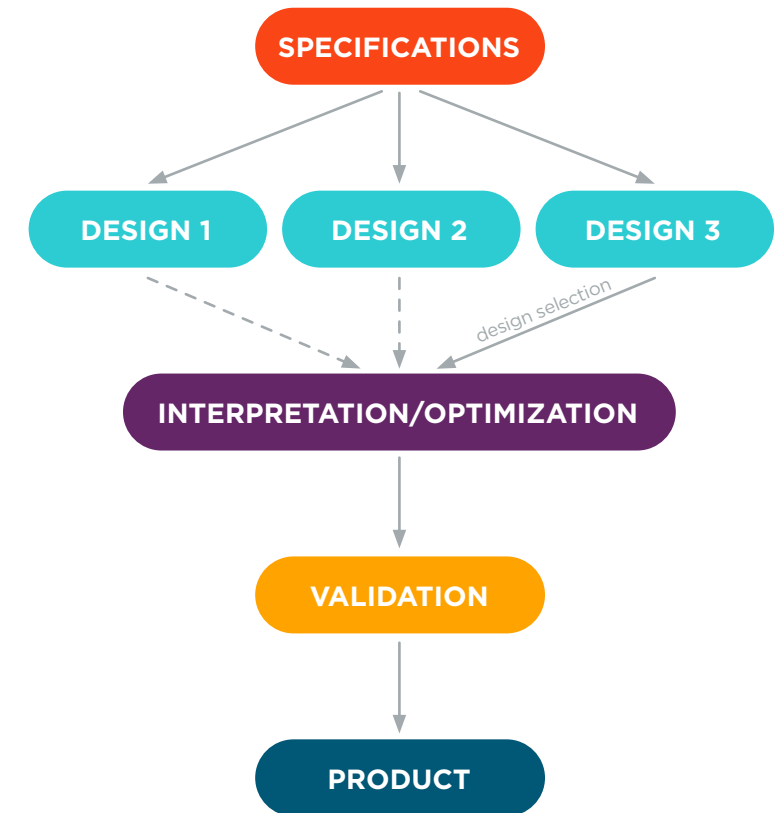 SPECIFICATIONS
DESIGN 1
DESIGN 2
DESIGN 3
design selection
INTERPRETATION/OPTIMIZATION
VALIDATION
PRODUCT